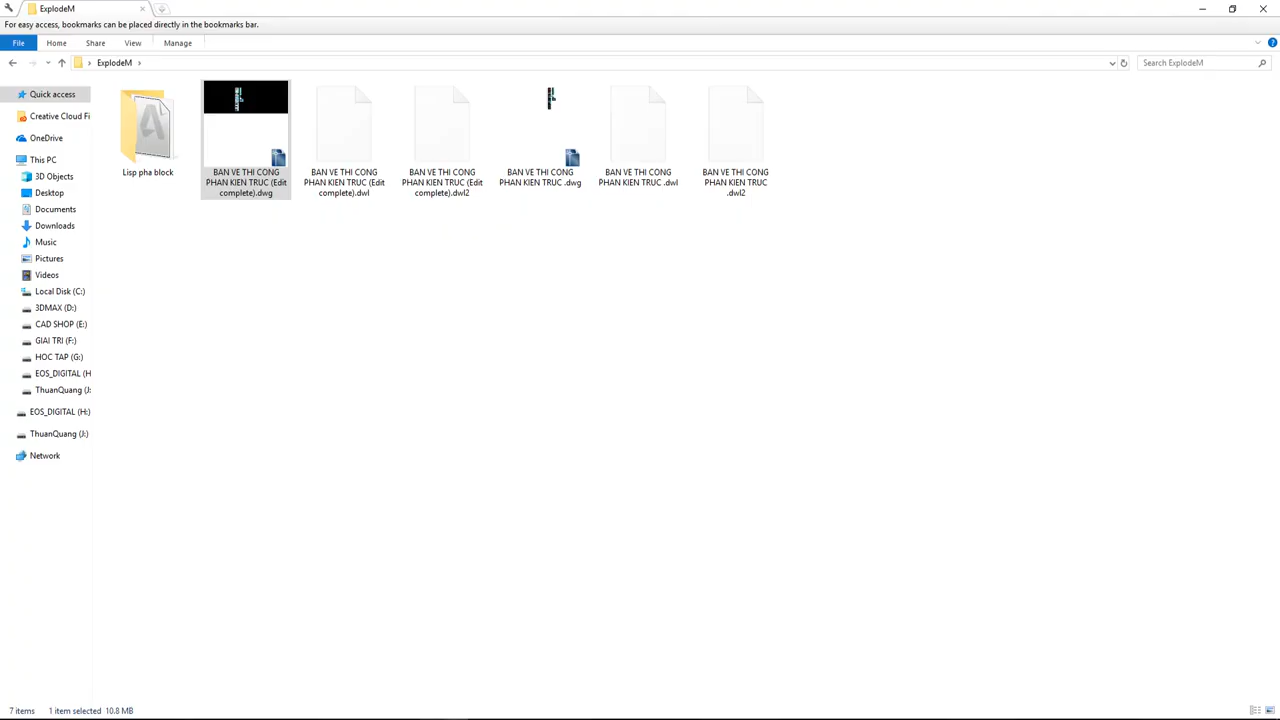 ExplodeM
For easy access, bookmarks can be placed directly in the bookmarks bar.
File Home Share View Manage
ExplodeM
Search ExplodeM
Quick access
Creative Cloud Fi
OneDrive
This PC
3D Objects
Desktop
Documents
Downloads
Music
Pictures
Videos
Local Disk (C:)
3DMAX (D:)
CAD SHOP (E:)
GIAI TRI (F:)
HOC TAP (G:)
EOS_DIGITAL (H
ThuanQuang (J:
EOS_DIGITAL (H:)
ThuanQuang (J:)
Network
Lisp pha block
BAN VE THI CONG
PHAN KIEN TRUC (Edit
complete).dwg
BAN VE THI CONG
PHAN KIEN TRUC (Edit
complete).dwl
BAN VE THI CONG
PHAN KIEN TRUC (Edit
complete).dwl2
BAN VE THI CONG
PHAN KIEN TRUC .dwg
BAN VE THI CONG
PHAN KIEN TRUC .dwl
BAN VE THI CONG
PHAN KIEN TRUC
.dwl2
7 items 1 item selected 10.8 MB